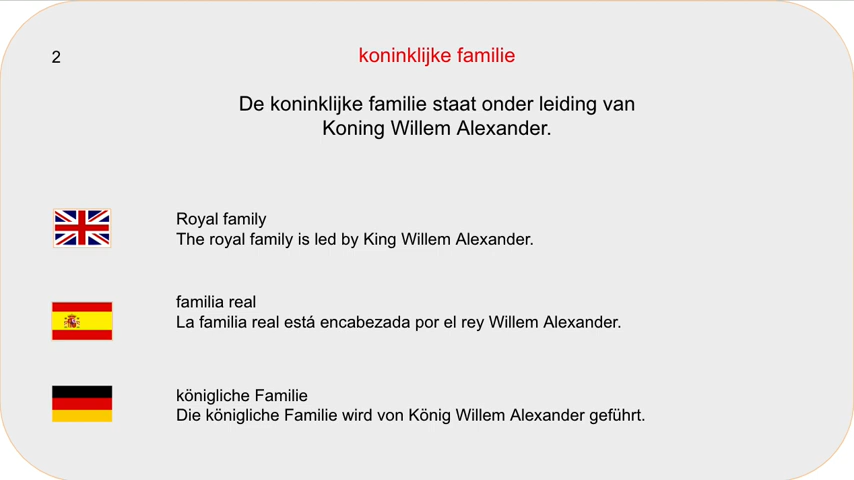 2
koninklijke familie
De koninklijke familie staat onder leiding van
Koning Willem Alexander.
Royal family
The royal family is led by King Willem Alexander.
familia real
La familia real está encabezada por el rey Willem Alexander.
königliche Familie
Die königliche Familie wird von König Willem Alexander geführt.